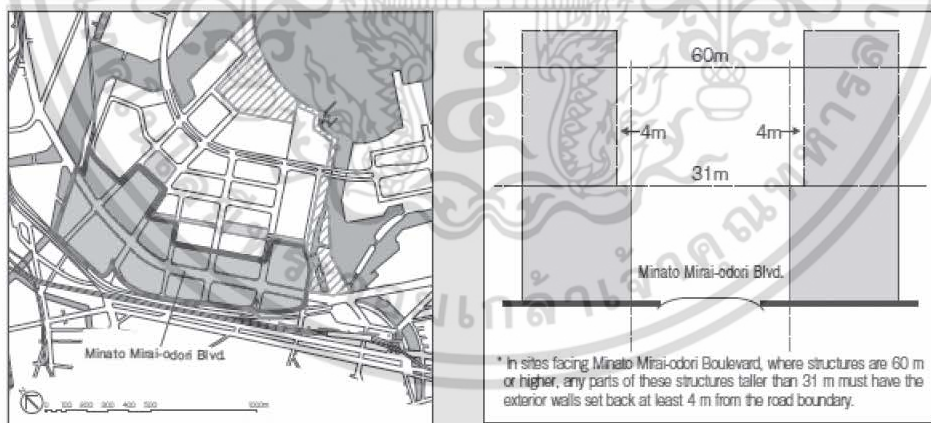 Minato Mirai-odori Blvd.
0 100 200 300 400 500 1000m
60m
4m 4m
31m
Minato Mirai-odori Blvd.
* In sites facing Minato Mirai-odori Boulevard, where structures are 60 m
or higher, any parts of these structures taller than 31 m must have the
exterior walls set back at least 4 m from the road boundary.